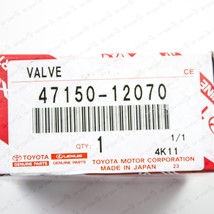 VALVE
CE
47150-12070
QTY.
1
1/1
4K11
TOYOTA LEXUS
GENUINE PARTS GENUINE PARTS
TOYOTA MOTOR CORPORATION
MADE IN JAPAN 23